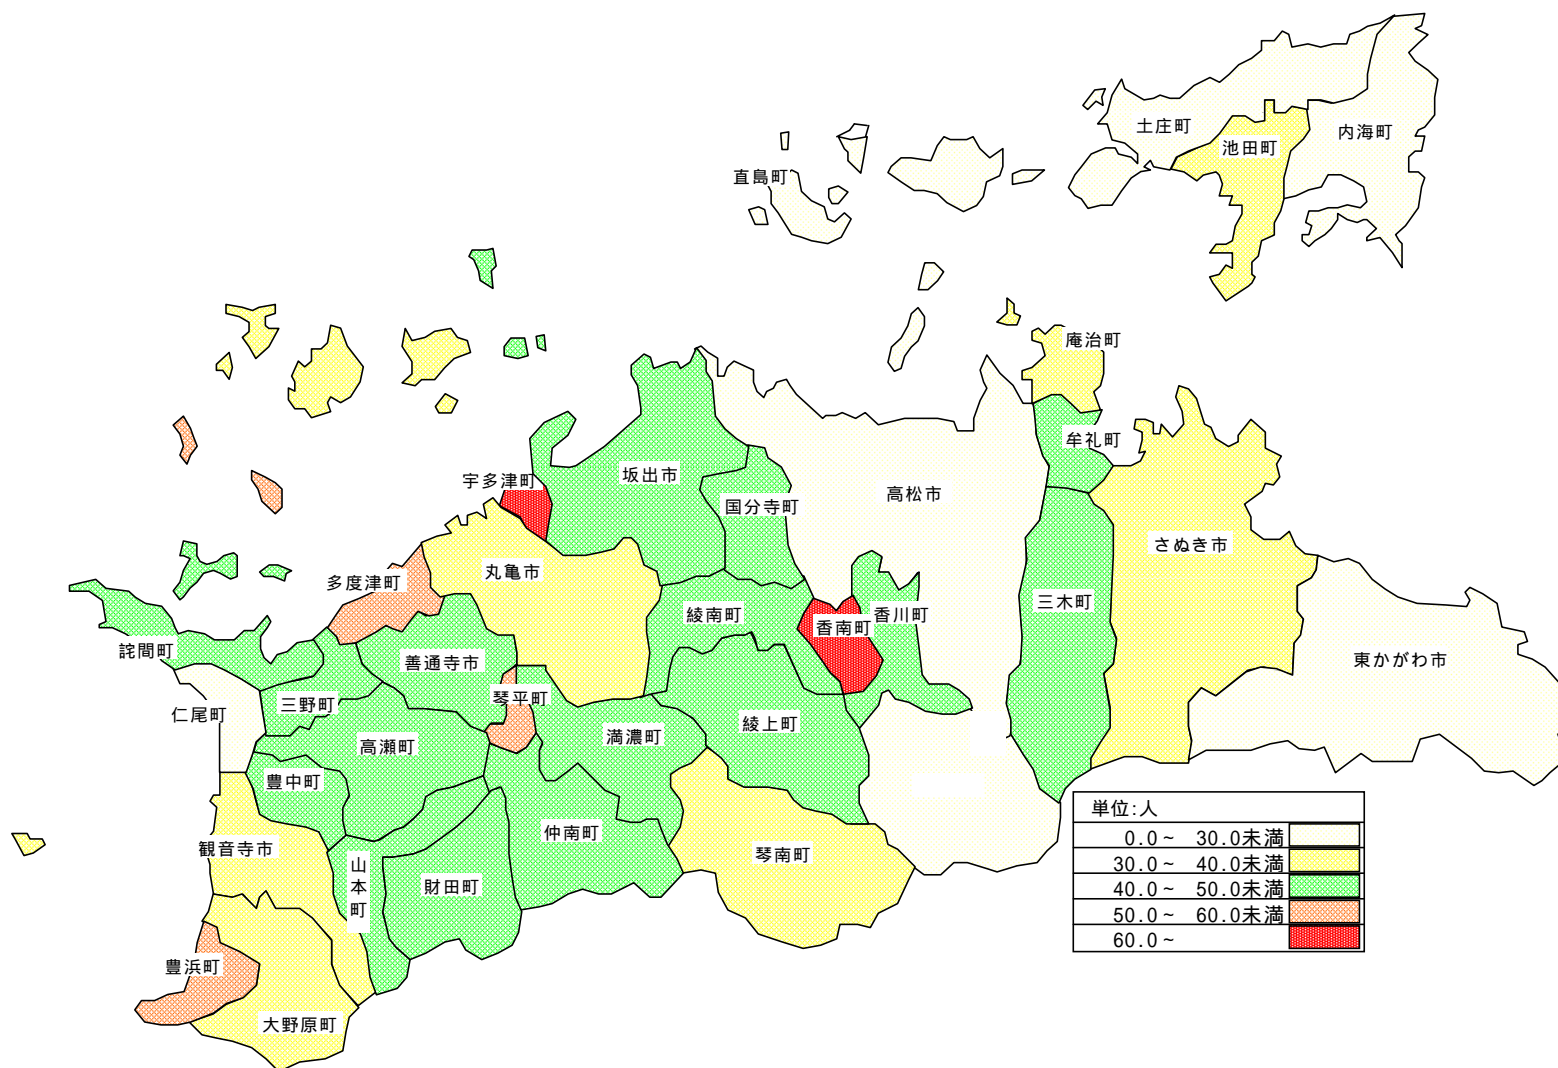 土庄町
内海町
池田町
直島町
庵治町
牟礼町
宇多津町
坂出市
国分寺町
高松市
さぬき市
多度津町
丸亀市
三木町
綾南町
香南町
香川町
詫間町
善通寺市
東かがわ市
三野町
琴平町
仁尾町
綾上町
満濃町
高瀬町
豊中町
仲南町
観音寺市
琴南町
山本町
財田町
豊浜町
大野原町
単位:人
0.0~ 30.0未満
30.0~ 40.0未満
40.0~ 50.0未満
50.0~ 60.0未満
60.0~